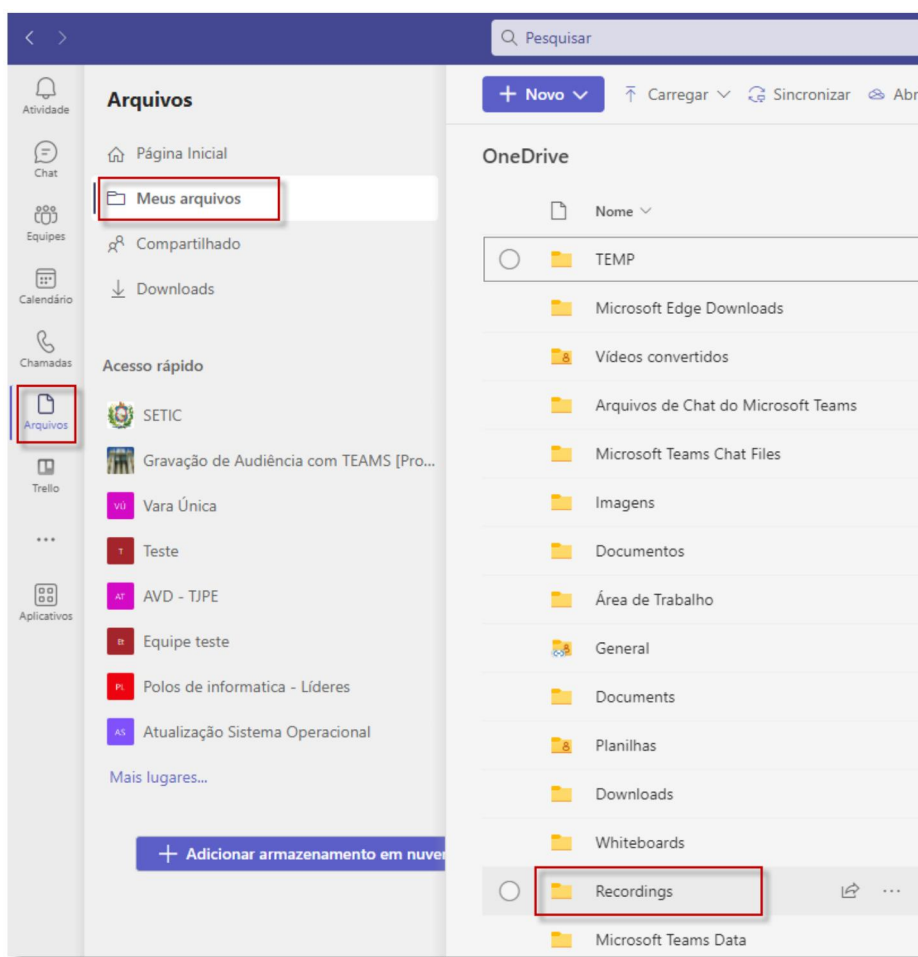 Pesquisar
Atividade
Chat
Equipes
Calendário
Chamadas
Arquivos
Trello
Aplicativos
Arquivos
Página Inicial
Meus arquivos
Compartilhado
Downloads
Acesso rápido
SETIC
Gravação de Audiência com TEAMS [Pro...
VÚ Vara Única
T Teste
AT AVD - TJPE
Et Equipe teste
PL Polos de informatica - Líderes
AS Atualização Sistema Operacional
Mais lugares...
+ Adicionar armazenamento em nuver
+ Novo Carregar Sincronizar Abr
OneDrive
Nome
TEMP
Microsoft Edge Downloads
Vídeos convertidos
Arquivos de Chat do Microsoft Teams
Microsoft Teams Chat Files
Imagens
Documentos
Área de Trabalho
General
Documents
Planilhas
Downloads
Whiteboards
Recordings
Microsoft Teams Data